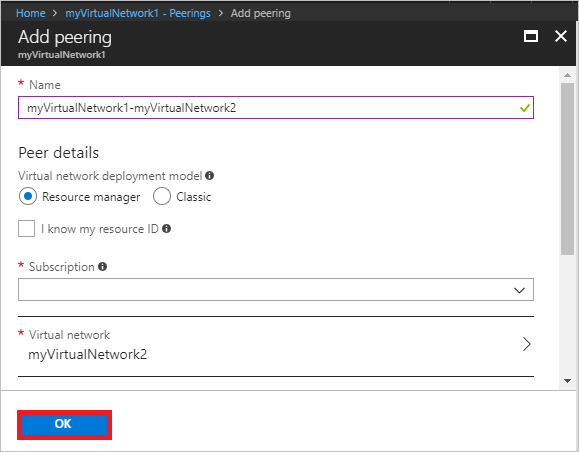 Home > myVirtualNetwork1 - Peerings > Add peering
Add peering
myVirtualNetwork1
* Name
myVirtualNetwork1-myVirtualNetwork2
Peer details
Virtual network deployment model
Resource manager Classic
I know my resource ID
* Subscription
* Virtual network
myVirtualNetwork2
OK